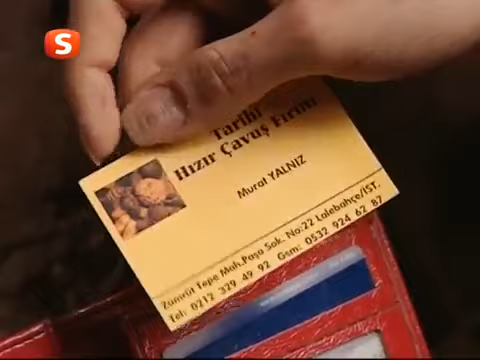 S
Tarihi
Hızır Çavuş Fırını
Murat YALNIZ
Zümrüt Tepe Mah.Paşa Sok. No:22 Lalebahçe/İST.
Tel: 0212 329 49 92 Gsm: 0532 924 62 87